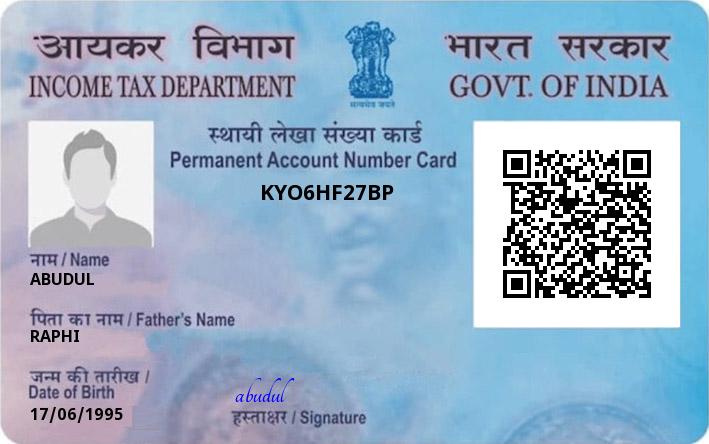 आयकर विभाग
INCOME TAX DEPARTMENT
सत्यमेव जयते
भारत सरकार
GOVT. OF INDIA
स्थायी लेखा संख्या कार्ड
Permanent Account Number Card
KYO6HF27BP
नाम / Name
ABUDUL
पिता का नाम / Father's Name
RAPHI
जन्म की तारीख /
Date of Birth
17/06/1995
abudul
हस्ताक्षर / Signature